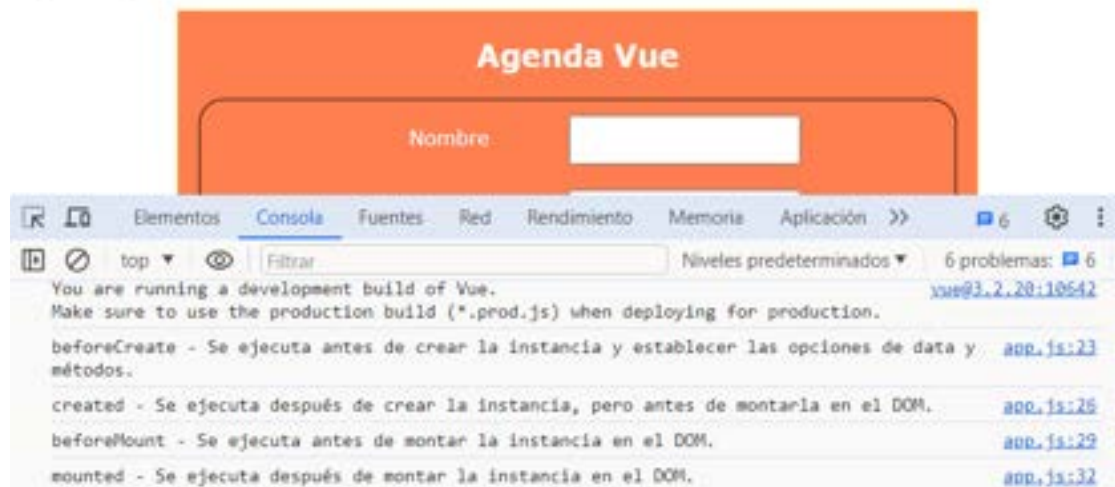 Agenda Vue
Nombre
Elementos Consola Fuentes Red Rendimiento Memoria Aplicación >> 6
top ▼ Filtrar Niveles predeterminados ▼ 6 problemas: 6
You are running a development build of Vue. vue@3.2.20:10642
Make sure to use the production build (*.prod.js) when deploying for production.
beforeCreate - Se ejecuta antes de crear la instancia y establecer las opciones de data y app.js:23
métodos.
created - Se ejecuta después de crear la instancia, pero antes de montarla en el DOM. app.js:26
beforeMount - Se ejecuta antes de montar la instancia en el DOM. app.js:29
mounted - Se ejecuta después de montar la instancia en el DOM. app.js:32